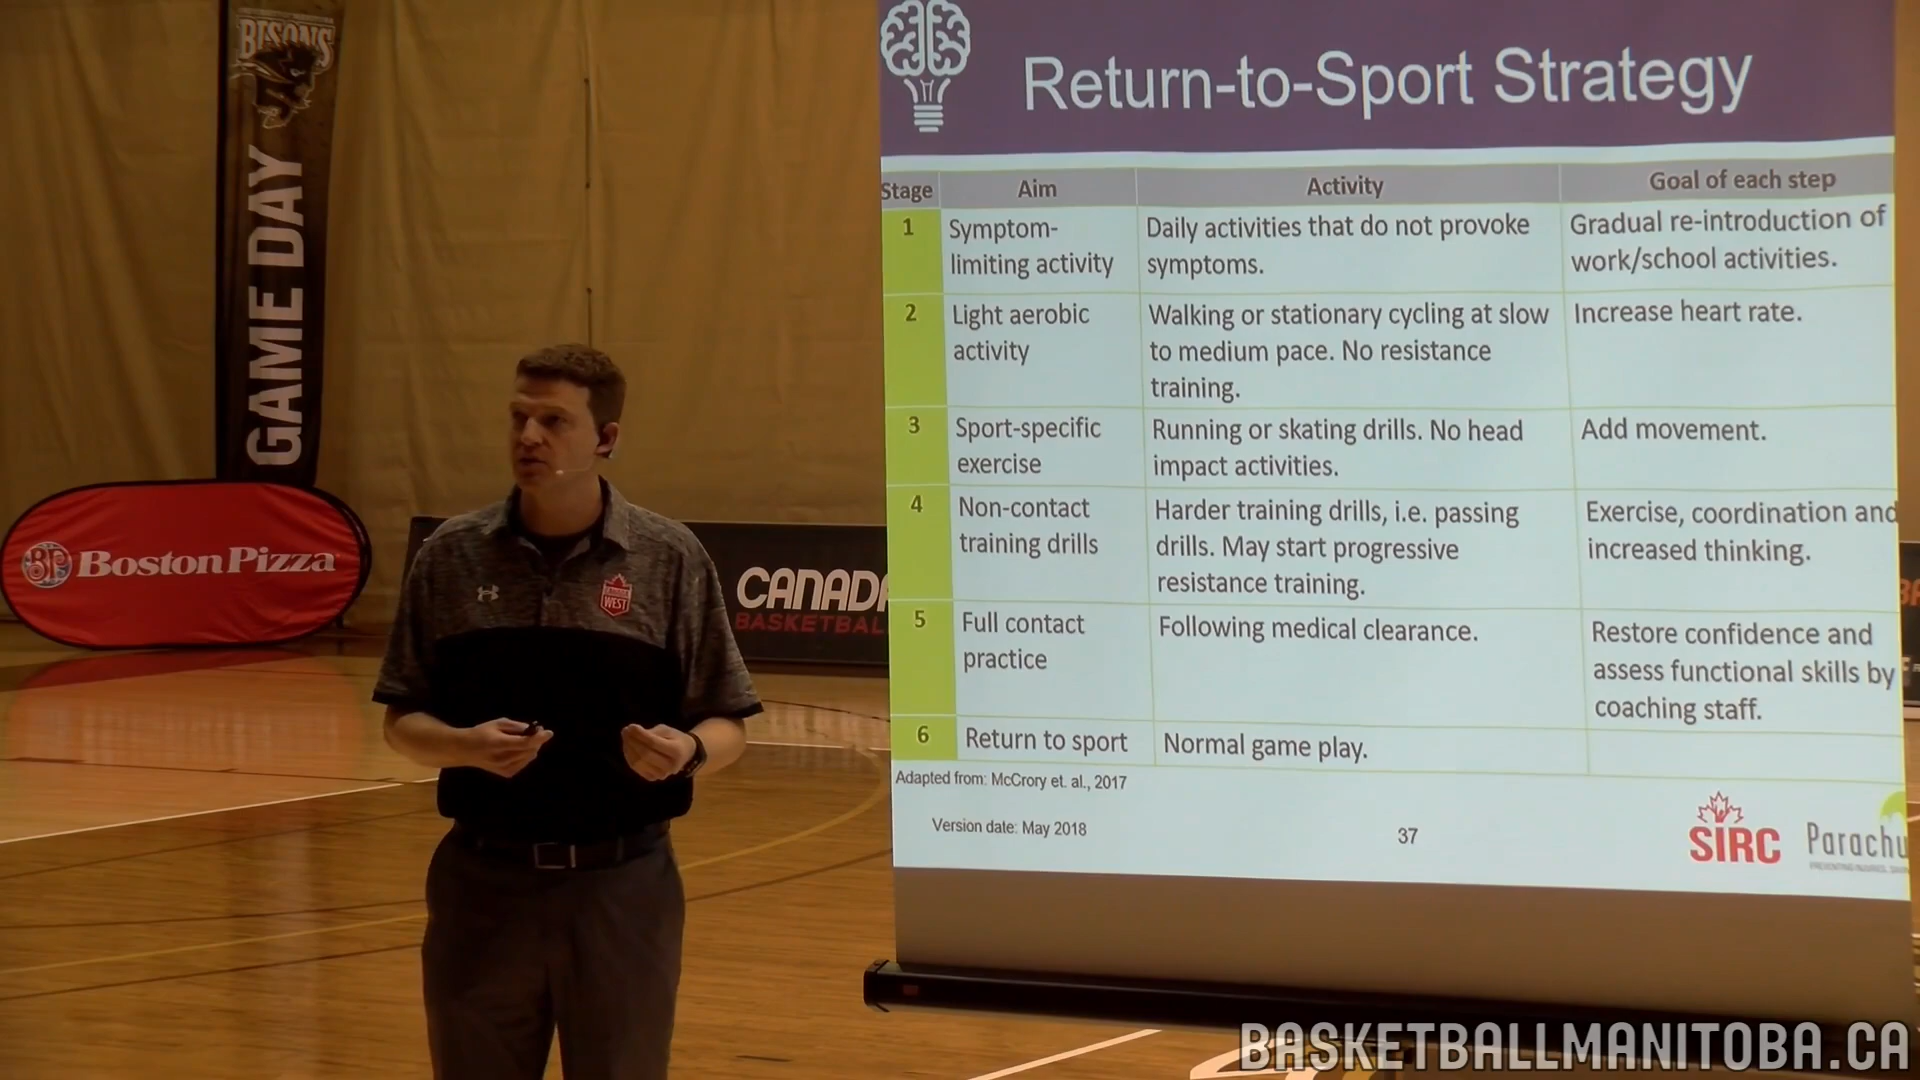 BISONS
GAME DAY
BP Boston Pizza
CANADA WEST
CANAD
BASKETBAL
Return-to-Sport Strategy
Stage Aim Activity Goal of each step
1 Symptom-
limiting activity
Daily activities that do not provoke
symptoms.
Gradual re-introduction of
work/school activities.
2 Light aerobic
activity
Walking or stationary cycling at slow
to medium pace. No resistance
training.
Increase heart rate.
3 Sport-specific
exercise
Running or skating drills. No head
impact activities.
Add movement.
4 Non-contact
training drills
Harder training drills, i.e. passing
drills. May start progressive
resistance training.
Exercise, coordination and
increased thinking.
5 Full contact
practice
Following medical clearance.
Restore confidence and
assess functional skills by
coaching staff.
6 Return to sport
Normal game play.
Adapted from: McCrory et. al., 2017
Version date: May 2018
37
SIRC
Parachu
BASKETBALLMANITOBA.CA